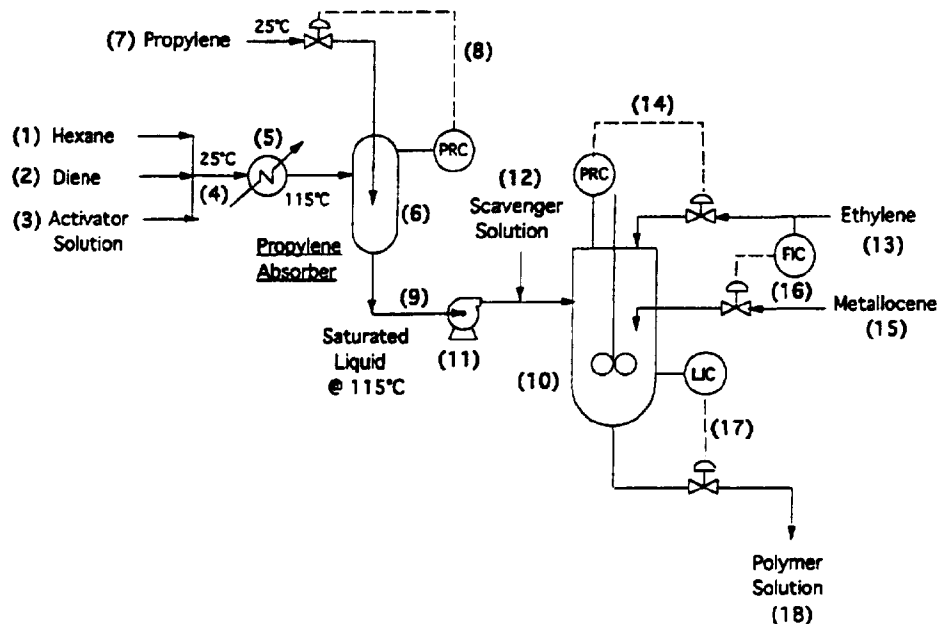 25°C
(7) Propylene
(8)
(14)
(1) Hexane
(5)
PRC
25°C
PRC
(12)
(2) Diene
(4)
115°C
(6)
Scavenger
Solution
Ethylene
(13)
(3) Activator
Solution
Propylene
Absorber
FIC
(16)
(9)
Metallocene
(15)
Saturated
Liquid
@ 115°C
(11)
(10)
LIC
(17)
Polymer
Solution
(18)